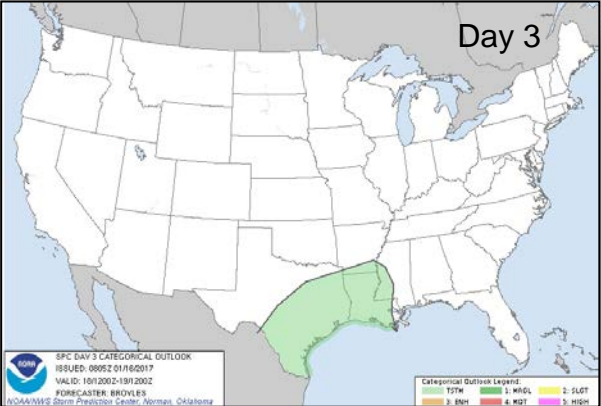 Day 3
NOAA
SPC DAY 3 CATEGORICAL OUTLOOK
ISSUED: 0805Z 01/16/2017
VALID: 18/1200Z-19/1200Z
FORECASTER: BROYLES
NOAA/NWS Storm Prediction Center, Norman, Oklahoma
Categorical Outlook Legend:
TSTM 1: MRGL 2: SLGT
3: ENH 4: MDT 5: HIGH